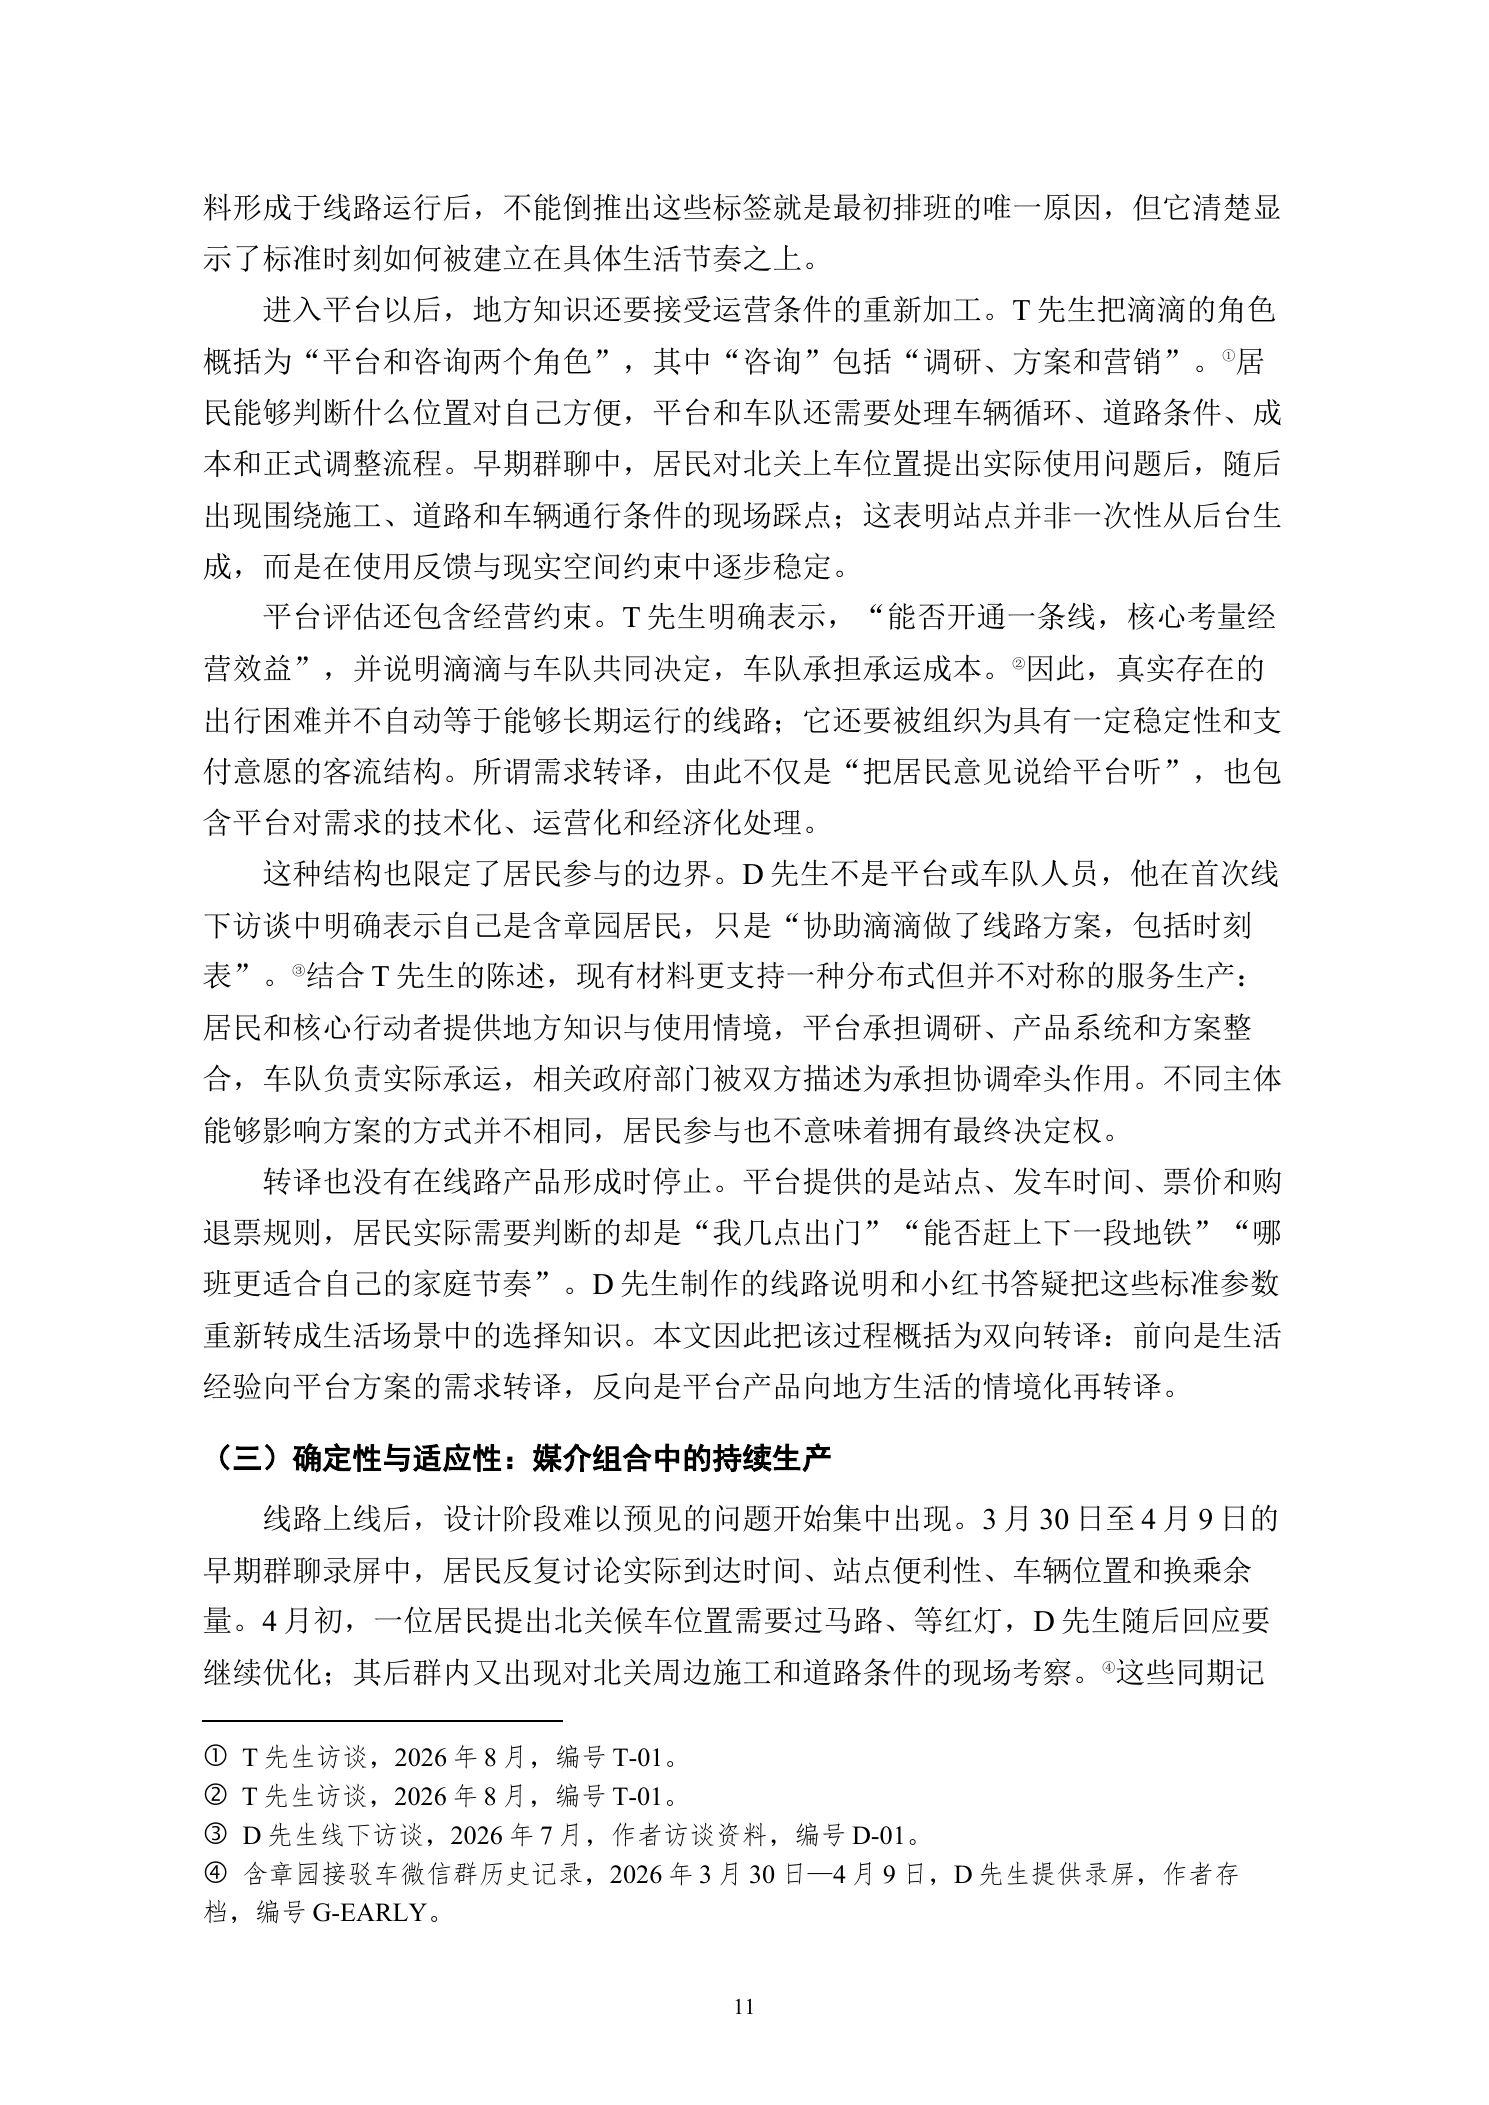 料形成于线路运行后，不能倒推出这些标签就是最初排班的唯一原因，但它清楚显
示了标准时刻如何被建立在具体生活节奏之上。
进入平台以后，地方知识还要接受运营条件的重新加工。T 先生把滴滴的角色
概括为“平台和咨询两个角色”，其中“咨询”包括“调研、方案和营销”。①居
民能够判断什么位置对自己方便，平台和车队还需要处理车辆循环、道路条件、成
本和正式调整流程。早期群聊中，居民对北关上车位置提出实际使用问题后，随后
出现围绕施工、道路和车辆通行条件的现场踩点；这表明站点并非一次性从后台生
成，而是在使用反馈与现实空间约束中逐步稳定。
平台评估还包含经营约束。T 先生明确表示，“能否开通一条线，核心考量经
营效益”，并说明滴滴与车队共同决定，车队承担承运成本。②因此，真实存在的
出行困难并不自动等于能够长期运行的线路；它还要被组织为具有一定稳定性和支
付意愿的客流结构。所谓需求转译，由此不仅是“把居民意见说给平台听”，也包
含平台对需求的技术化、运营化和经济化处理。
这种结构也限定了居民参与的边界。D 先生不是平台或车队人员，他在首次线
下访谈中明确表示自己是含章园居民，只是“协助滴滴做了线路方案，包括时刻
表”。③结合 T 先生的陈述，现有材料更支持一种分布式但并不对称的服务生产：
居民和核心行动者提供地方知识与使用情境，平台承担调研、产品系统和方案整
合，车队负责实际承运，相关政府部门被双方描述为承担协调牵头作用。不同主体
能够影响方案的方式并不相同，居民参与也不意味着拥有最终决定权。
转译也没有在线路产品形成时停止。平台提供的是站点、发车时间、票价和购
退票规则，居民实际需要判断的却是“我几点出门”“能否赶上下一段地铁”“哪
班更适合自己的家庭节奏”。D 先生制作的线路说明和小红书答疑把这些标准参数
重新转成生活场景中的选择知识。本文因此把该过程概括为双向转译：前向是生活
经验向平台方案的需求转译，反向是平台产品向地方生活的情境化再转译。
（三）确定性与适应性：媒介组合中的持续生产
线路上线后，设计阶段难以预见的问题开始集中出现。3 月 30 日至 4 月 9 日的
早期群聊录屏中，居民反复讨论实际到达时间、站点便利性、车辆位置和换乘余
量。4 月初，一位居民提出北关候车位置需要过马路、等红灯，D 先生随后回应要
继续优化；其后群内又出现对北关周边施工和道路条件的现场考察。④这些同期记
① T 先生访谈，2026 年 8 月，编号 T-01。
② T 先生访谈，2026 年 8 月，编号 T-01。
③ D 先生线下访谈，2026 年 7 月，作者访谈资料，编号 D-01。
④ 含章园接驳车微信群历史记录，2026 年 3 月 30 日—4 月 9 日，D 先生提供录屏，作者存
档，编号 G-EARLY。
11